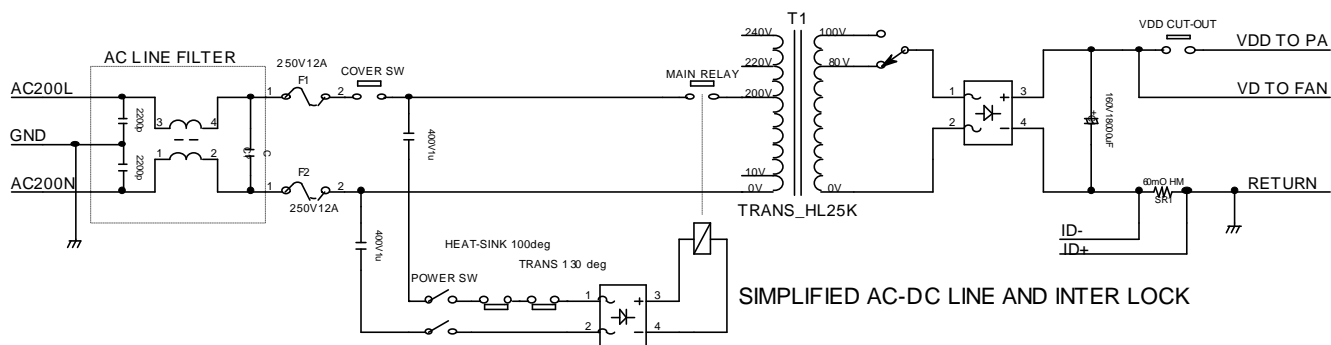 T1
VDD CUT-OUT
AC LINE FILTER
250V12A
F1
COVER SW
MAIN RELAY
240V
100V
VDD TO PA
220V
80V
AC200L
1
2
200V
1
3
VD TO FAN
2200p
3
4
400V1u
160V18000uF
GND
C
2200p
1
2
2
4
10V
60mO HM
AC200N
1
F2
2
0V
0V
SR1
RETURN
250V12A
TRANS_HL25K
ID-
400V1u
HEAT-SINK 100deg
ID+
TRANS 130 deg
POWER SW
1
3
SIMPLIFIED AC-DC LINE AND INTER LOCK
2
4